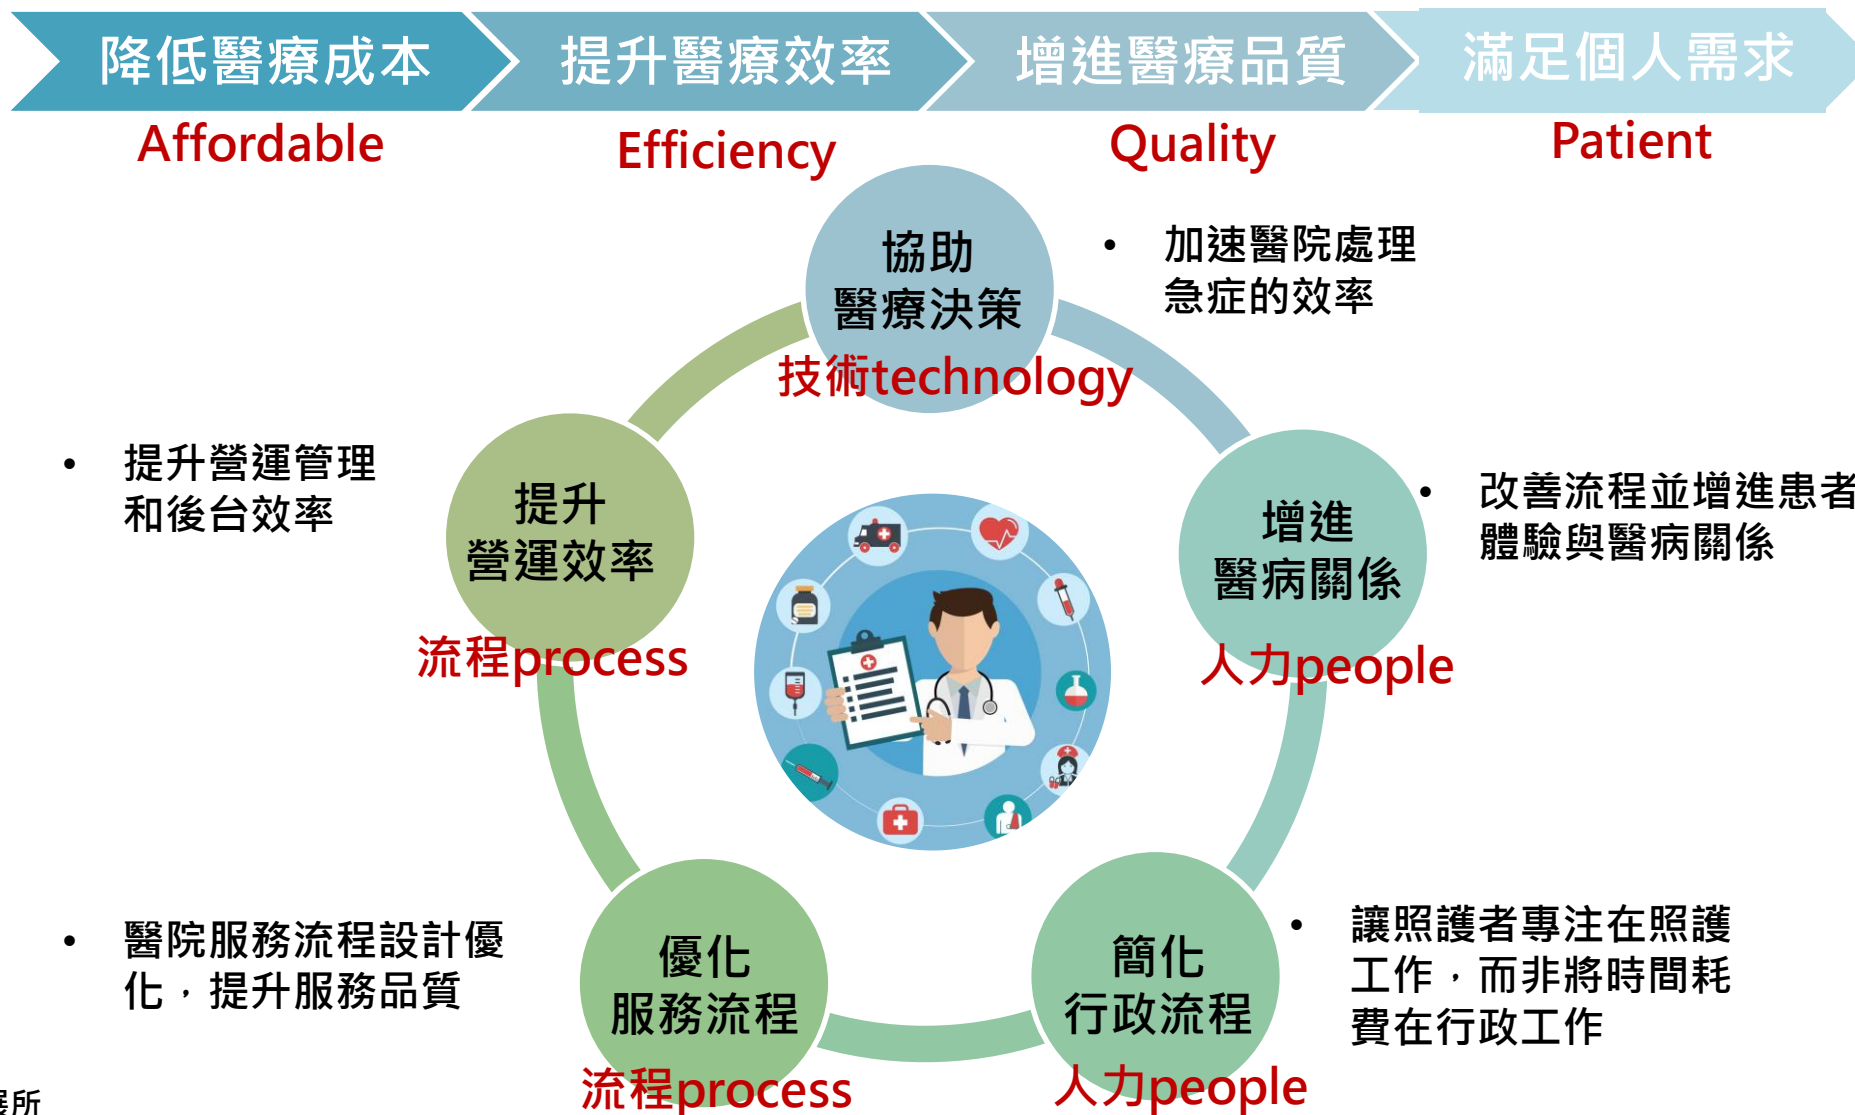 降低醫療成本
提升醫療效率
增進醫療品質
滿足個人需求
Affordable
Efficiency
Quality
Patient
協助
醫療決策
技術technology
• 加速醫院處理
急症的效率
• 提升營運管理
和後台效率
提升
營運效率
流程process
增進
醫病關係
人力people
• 改善流程並增進患者
體驗與醫病關係
• 醫院服務流程設計優
化，提升服務品質
優化
服務流程
流程process
簡化
行政流程
人力people
• 讓照護者專注在照護
工作，而非將時間耗
費在行政工作
展所